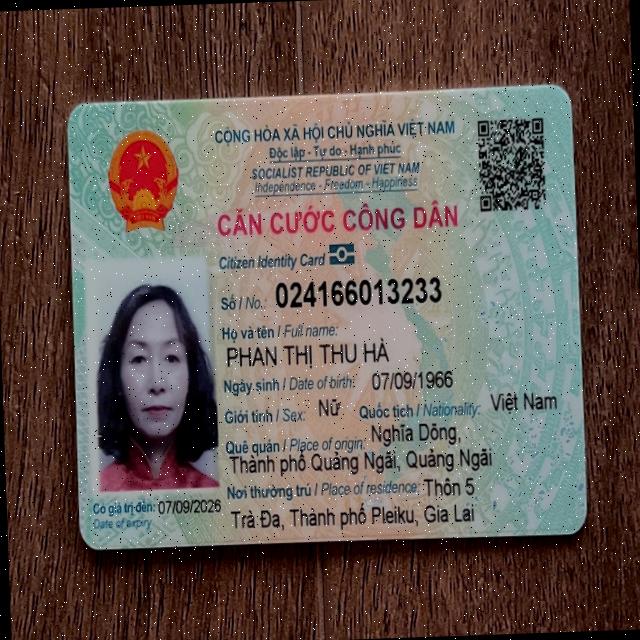 CỘNG HÒA XÃ HỘI CHỦ NGHĨA VIỆT NAM
Độc lập - Tự do - Hạnh phúc
SOCIALIST REPUBLIC OF VIET NAM
Independence - Freedom - Happiness
CĂN CƯỚC CÔNG DÂN
Citizen Identity Card
Số / No.: 024166013233
Họ và tên / Full name:
PHAN THỊ THU HÀ
Ngày sinh / Date of birth: 07/09/1966
Giới tính / Sex: Nữ Quốc tịch / Nationality: Việt Nam
Quê quán / Place of origin: Nghĩa Dõng,
Thành phố Quảng Ngãi, Quảng Ngãi
Nơi thường trú / Place of residence: Thôn 5
Trà Đa, Thành phố Pleiku, Gia Lai
Có giá trị đến: 07/09/2026
Date of expiry